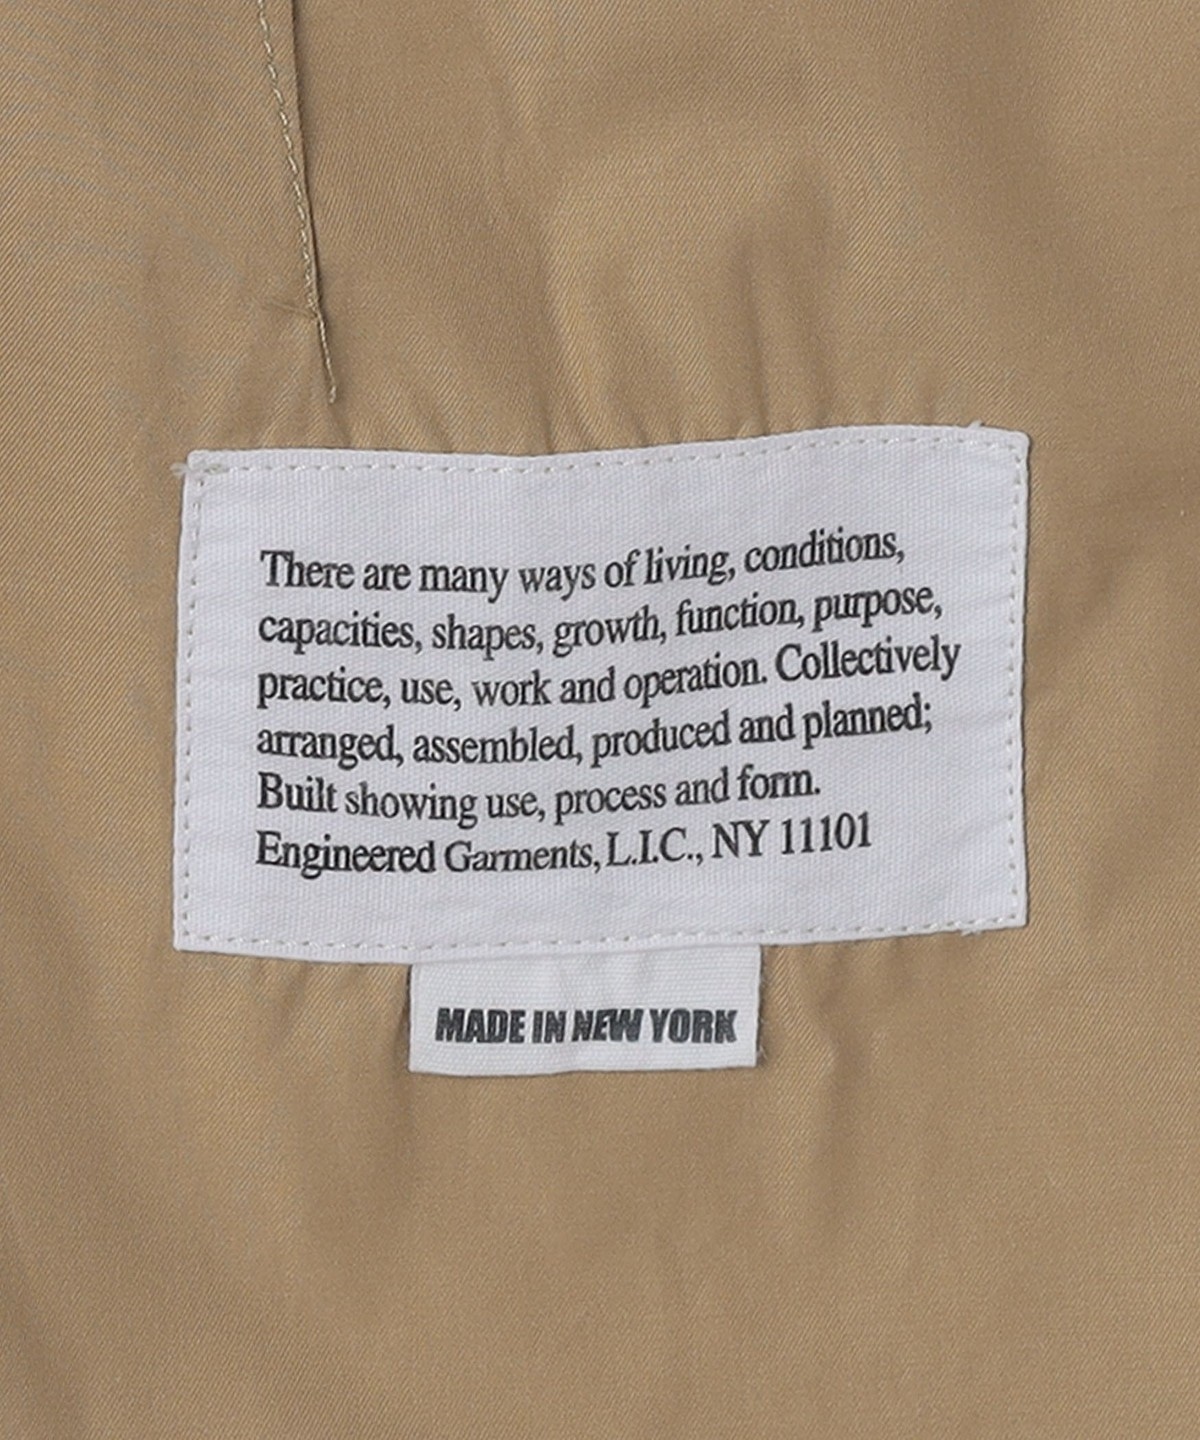 There are many ways of living, conditions,
capacities, shapes, growth, function, purpose,
practice, use, work and operation. Collectively
arranged, assembled, produced and planned;
Built showing use, process and form.
Engineered Garments, L.I.C., NY 11101
MADE IN NEW YORK